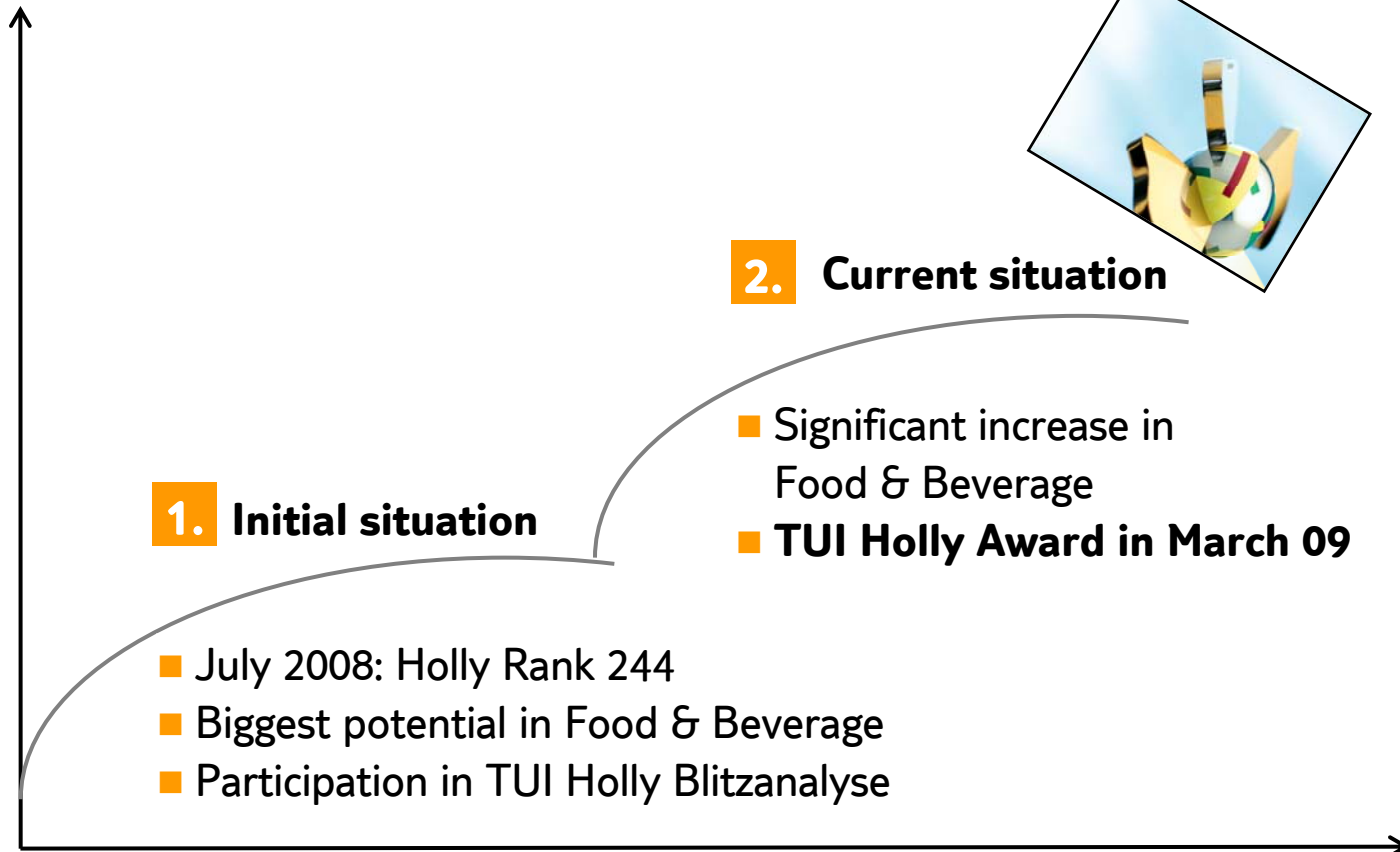 2. Current situation
■ Significant increase in
Food & Beverage
■ TUI Holly Award in March 09
1. Initial situation
■ July 2008: Holly Rank 244
■ Biggest potential in Food & Beverage
■ Participation in TUI Holly Blitzanalyse